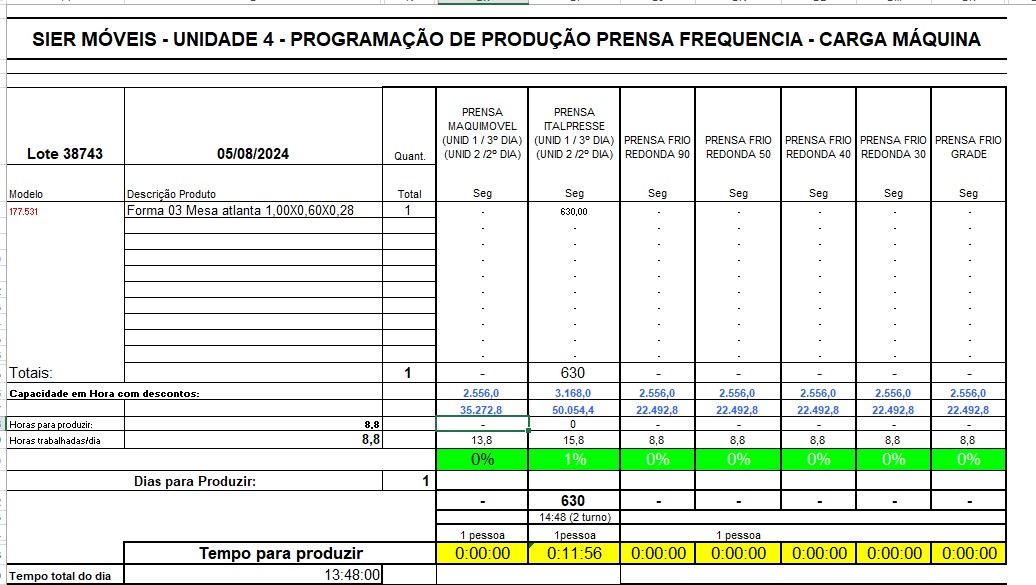 SIER MÓVEIS - UNIDADE 4 - PROGRAMAÇÃO DE PRODUÇÃO PRENSA FREQUENCIA - CARGA MÁQUINA
Lote 38743 05/08/2024 Quant. PRENSA MAQUIMOVEL (UNID 1 / 3º DIA) (UNID 2 /2º DIA) PRENSA ITALPRESSE (UNID 1 / 3º DIA) (UNID 2 /2º DIA) PRENSA FRIO REDONDA 90 PRENSA FRIO REDONDA 50 PRENSA FRIO REDONDA 40 PRENSA FRIO REDONDA 30 PRENSA FRIO GRADE
Modelo Descrição Produto Total Seg Seg Seg Seg Seg Seg Seg
177.531 Forma 03 Mesa atlanta 1,00X0,60X0,28 1 - 630,00 - - - - -
- - - - - - -
- - - - - - -
- - - - - - -
- - - - - - -
- - - - - - -
- - - - - - -
- - - - - - -
- - - - - - -
- - - - - - -
Totais: 1 - 630 - - - - -
Capacidade em Hora com descontos: 2.556,0 3.168,0 2.556,0 2.556,0 2.556,0 2.556,0 2.556,0
35.272,8 50.054,4 22.492,8 22.492,8 22.492,8 22.492,8 22.492,8
Horas para produzir: 8,8 - 0 - - - - -
Horas trabalhadas/dia 8,8 13,8 15,8 8,8 8,8 8,8 8,8 8,8
0% 1% 0% 0% 0% 0% 0%
Dias para Produzir: 1
- 630 - - - - -
14:48 (2 turno)
1 pessoa 1pessoa 1 pessoa
Tempo para produzir 0:00:00 0:11:56 0:00:00 0:00:00 0:00:00 0:00:00 0:00:00
Tempo total do dia 13:48:00